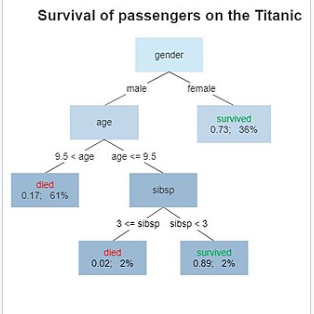 Survival of passengers on the Titanic
gender
male female
age
survived
0.73; 36%
9.5 < age age <= 9.5
died
0.17; 61%
sibsp
3 <= sibsp sibsp < 3
died
0.02; 2%
survived
0.89; 2%